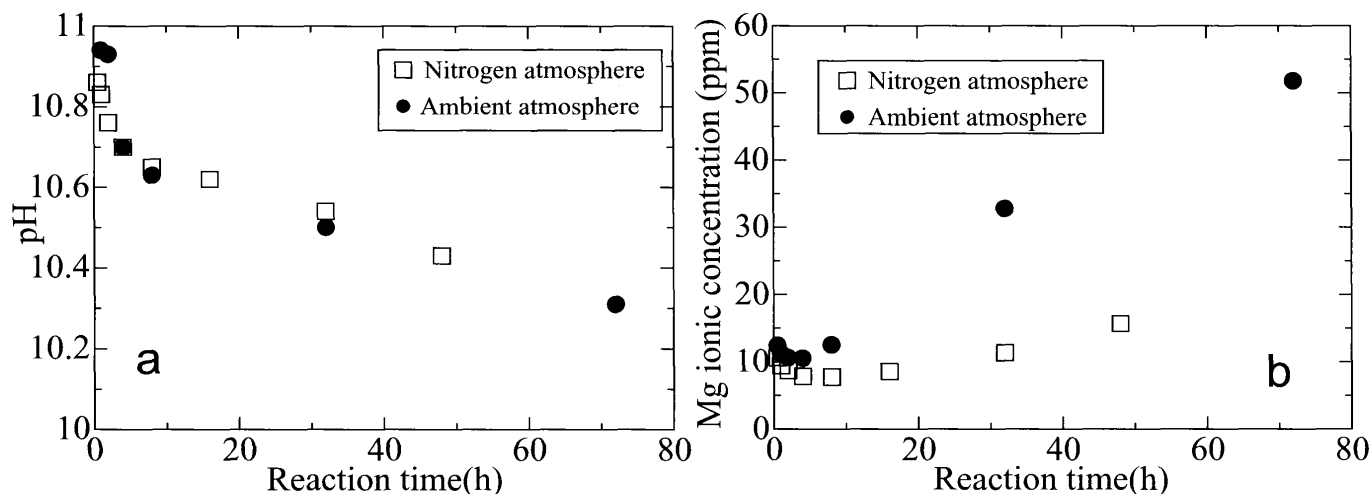 11
10.8
10.6
10.4
10.2
10
pH
0
20
40
60
80
Reaction time(h)
Nitrogen atmosphere
Ambient atmosphere
a
60
50
40
30
20
10
0
Mg ionic concentration (ppm)
0
20
40
60
80
Reaction time(h)
Nitrogen atmosphere
Ambient atmosphere
b